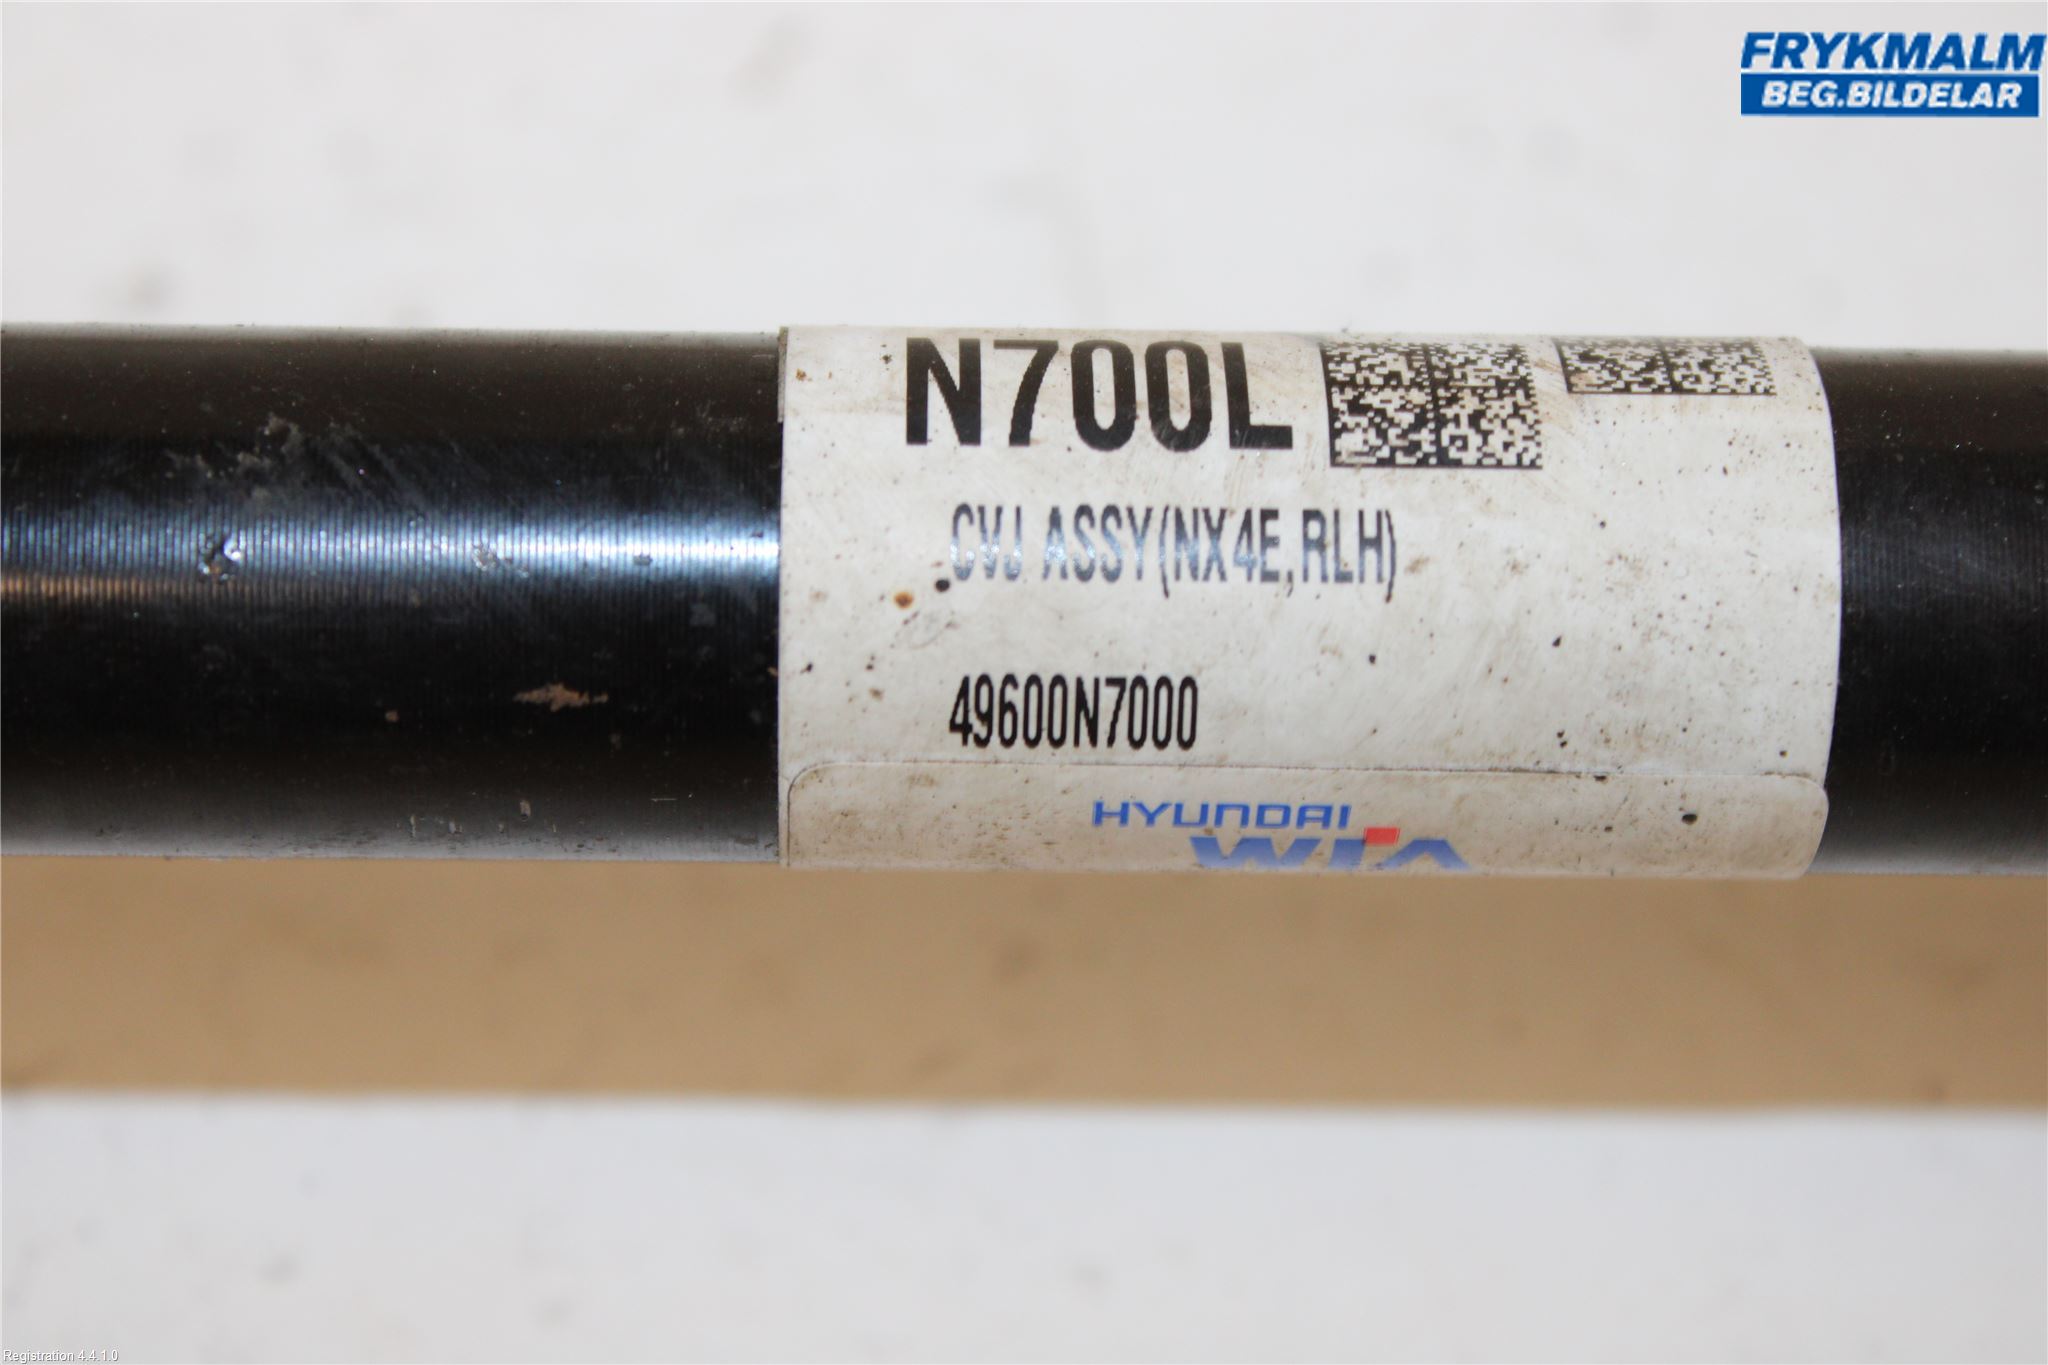 FRYKMALM
BEG.BILDELAR
N700L
CVJ ASSY(NX4E,RLH)
49600N7000
HYUNDAI
WIA
Registration 4.4.1.0